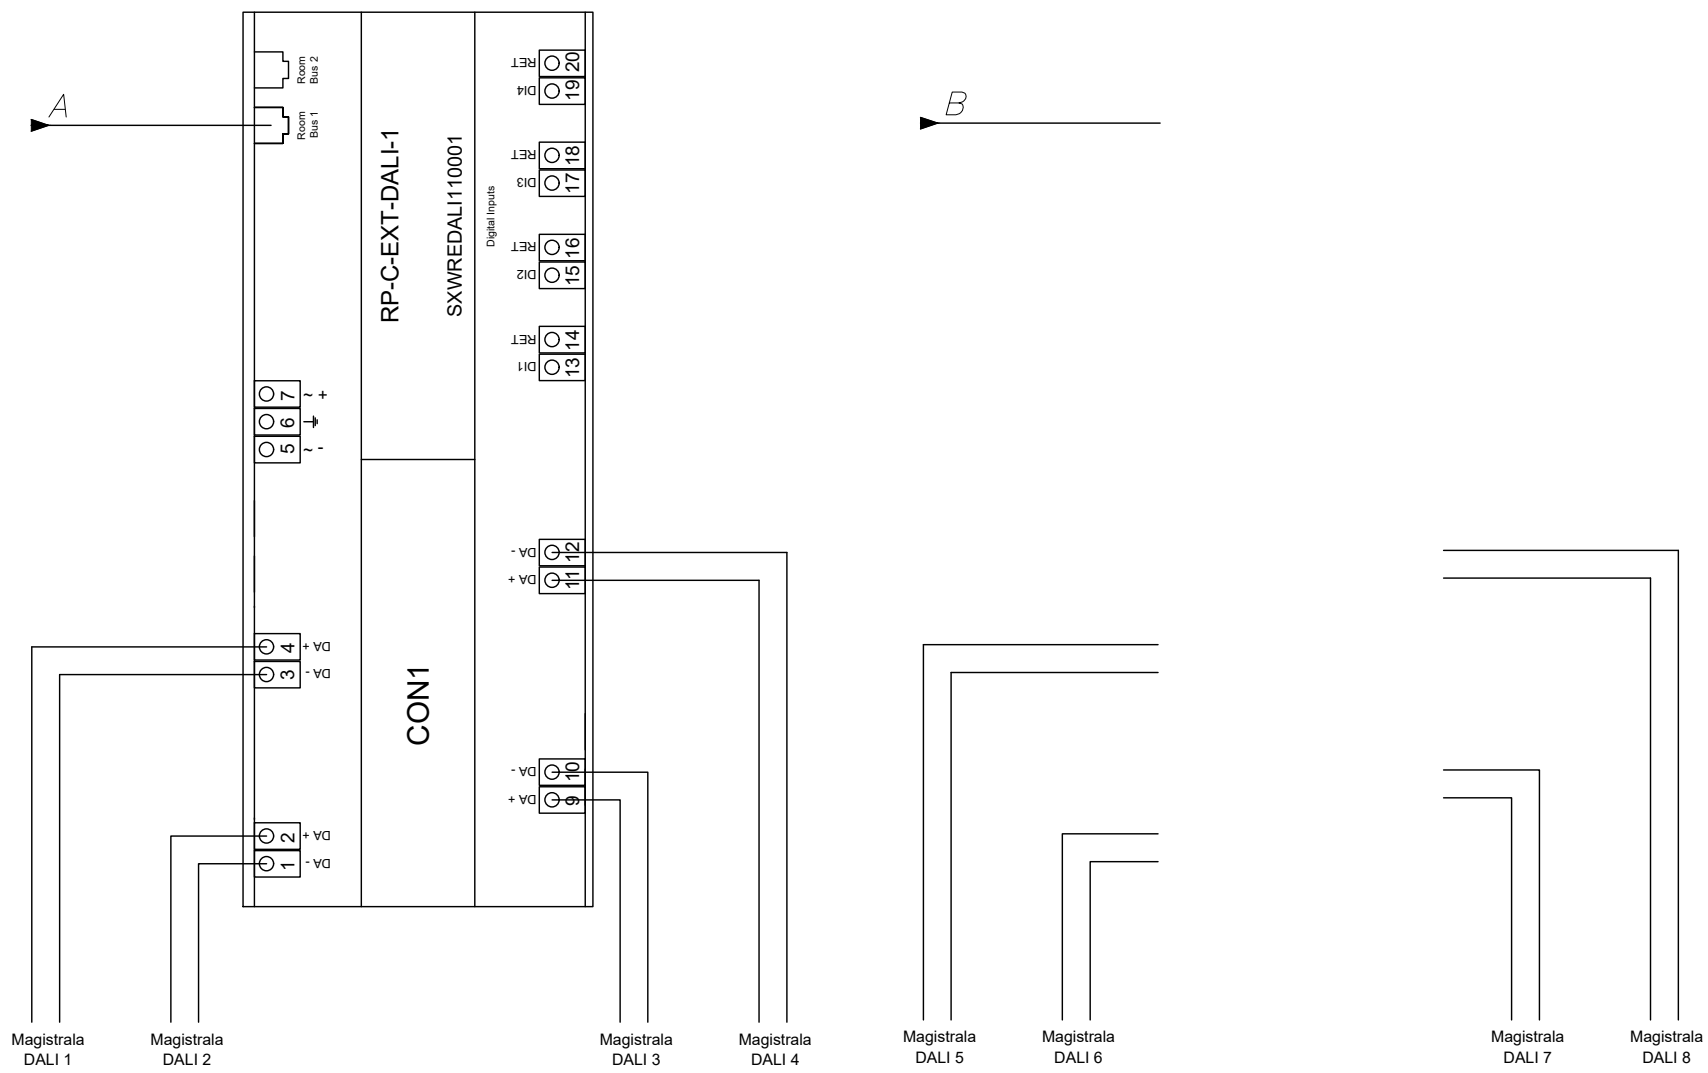 A
B
Room
Bus 2
Room
Bus 1
RP-C-EXT-DALI-1
SXWREDALI110001
Digital Inputs
RET 20
DI4 19
RET 18
DI3 17
RET 16
DI2 15
RET 14
DI1 13
7 ~ +
6
5 ~ -
CON1
DA - 12
DA + 11
4 DA +
3 DA -
DA - 10
DA + 9
2 DA +
1 DA -
Magistrala
DALI 1
Magistrala
DALI 2
Magistrala
DALI 3
Magistrala
DALI 4
Magistrala
DALI 5
Magistrala
DALI 6
Magistrala
DALI 7
Magistrala
DALI 8